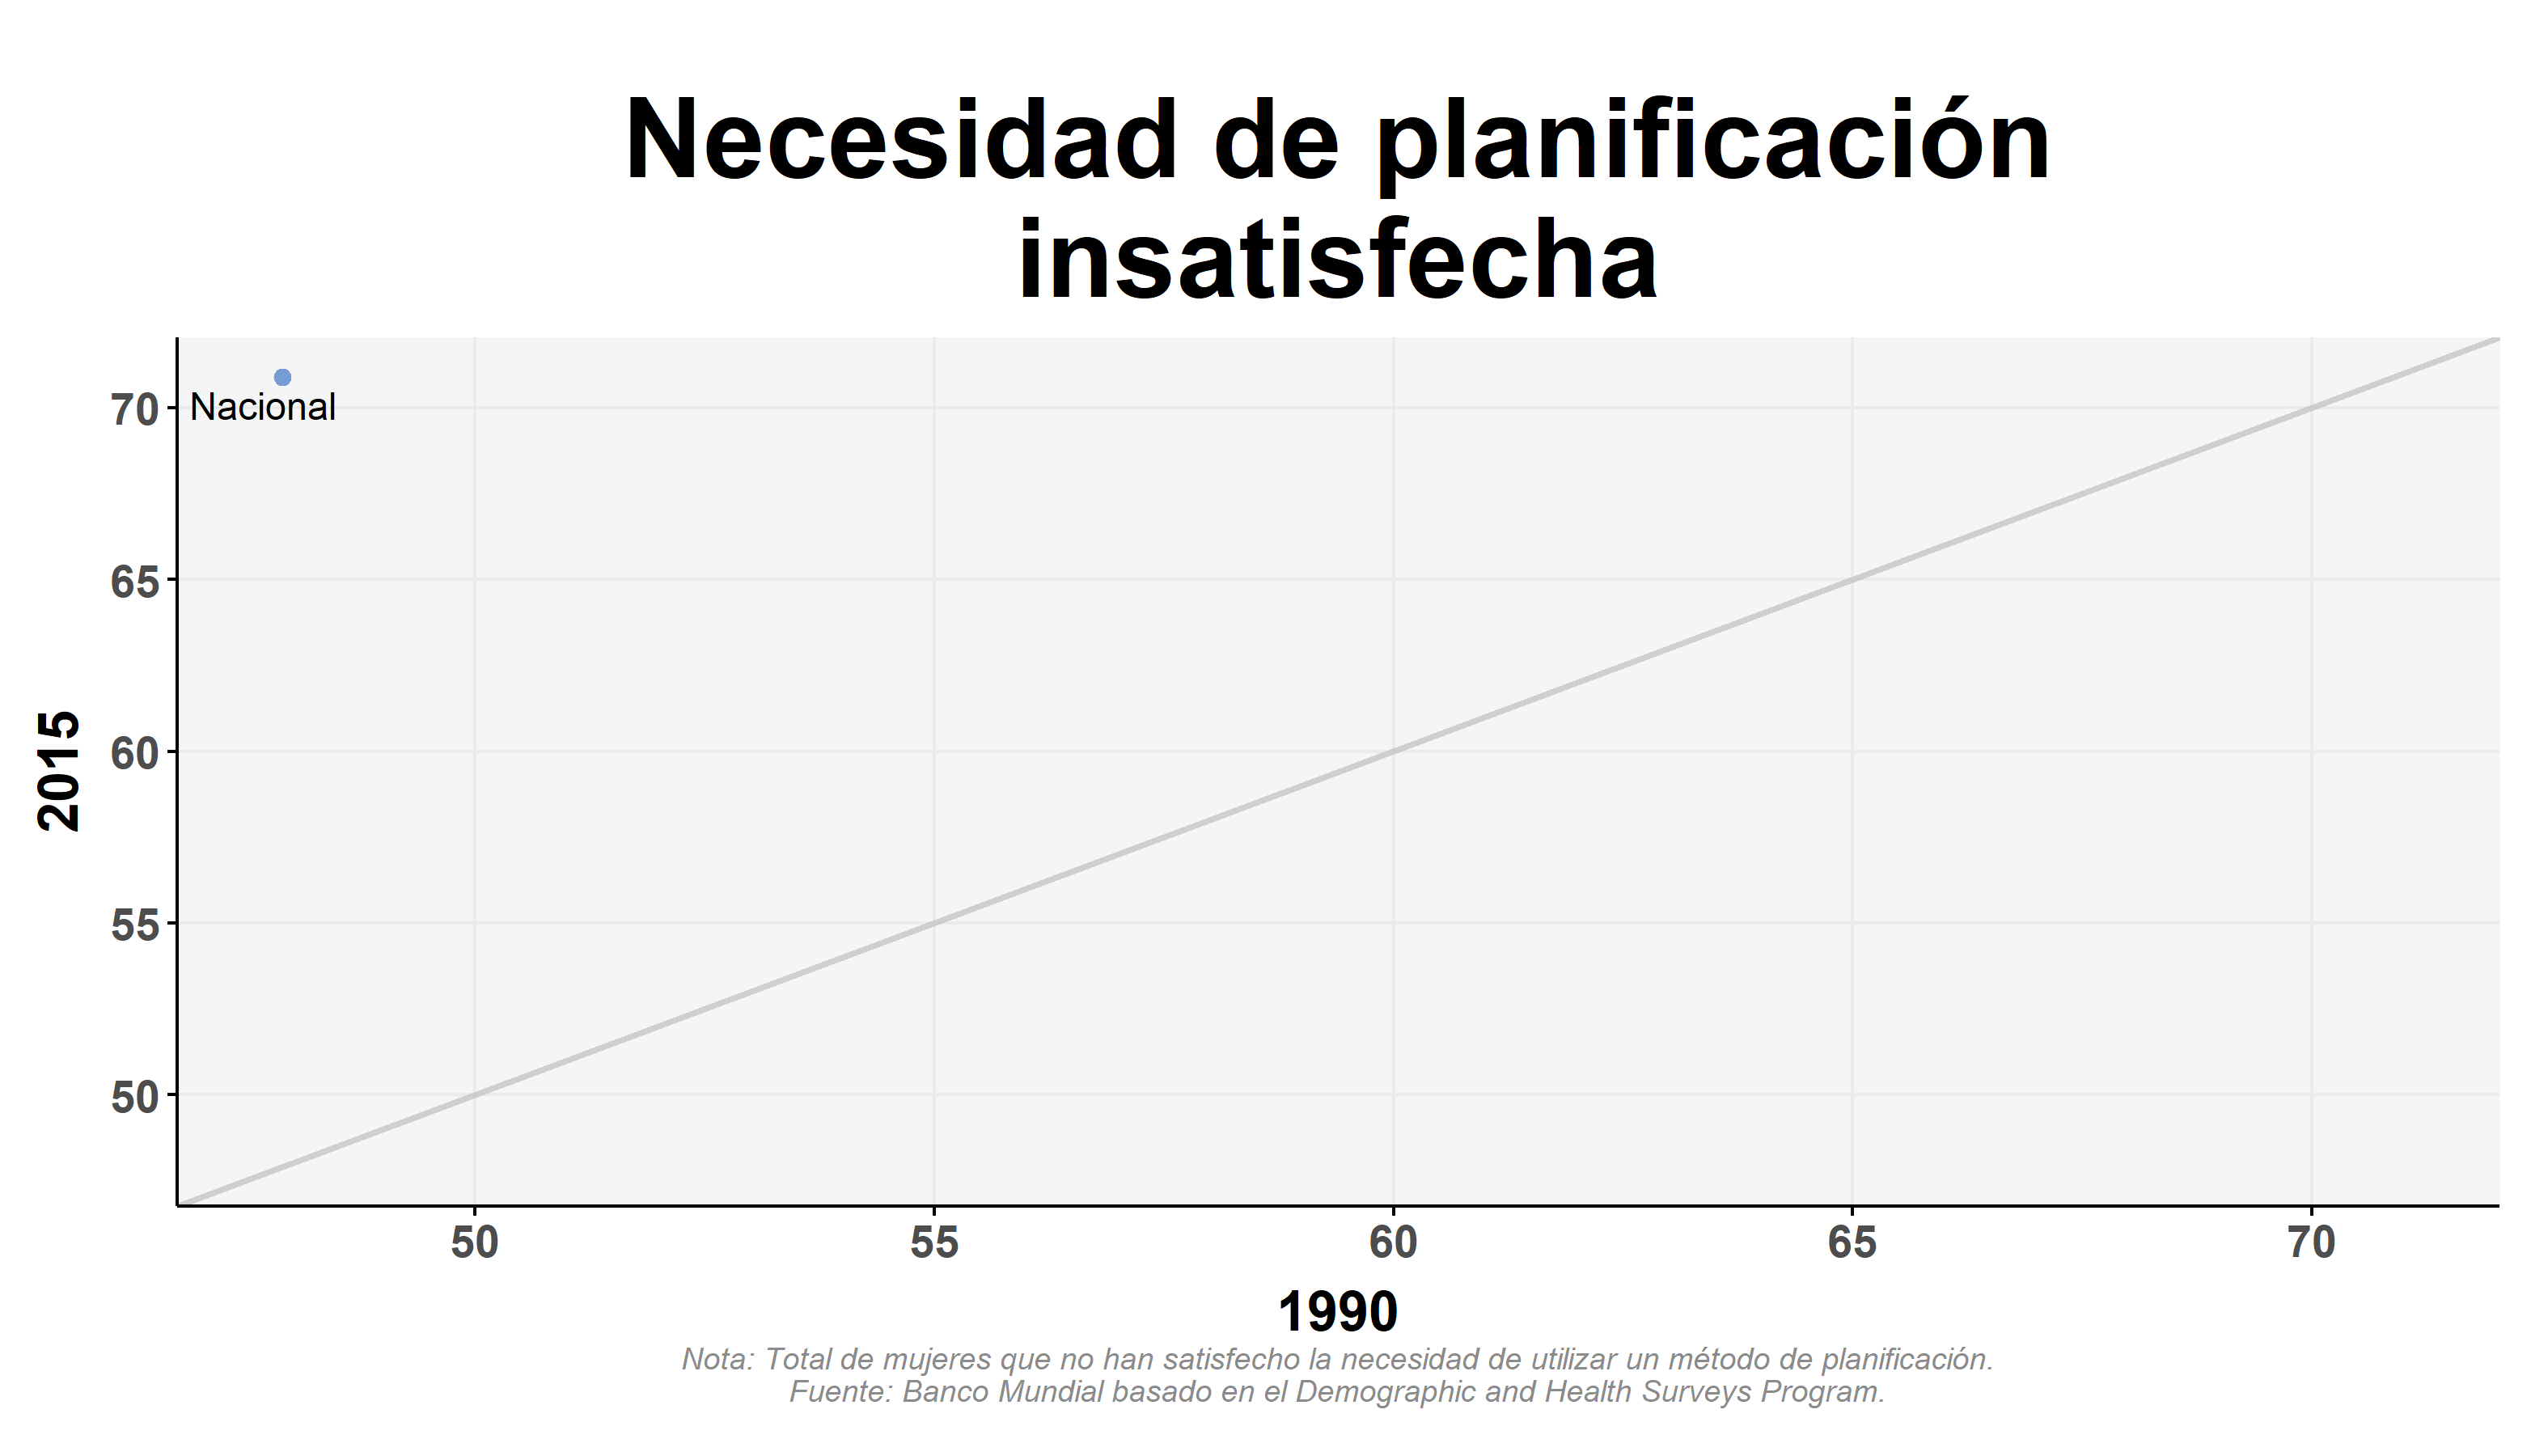 Necesidad de planificación
insatisfecha
Nacional
70
65
60
55
50
2015
50 55 60 65 70
1990
Nota: Total de mujeres que no han satisfecho la necesidad de utilizar un método de planificación.
Fuente: Banco Mundial basado en el Demographic and Health Surveys Program.